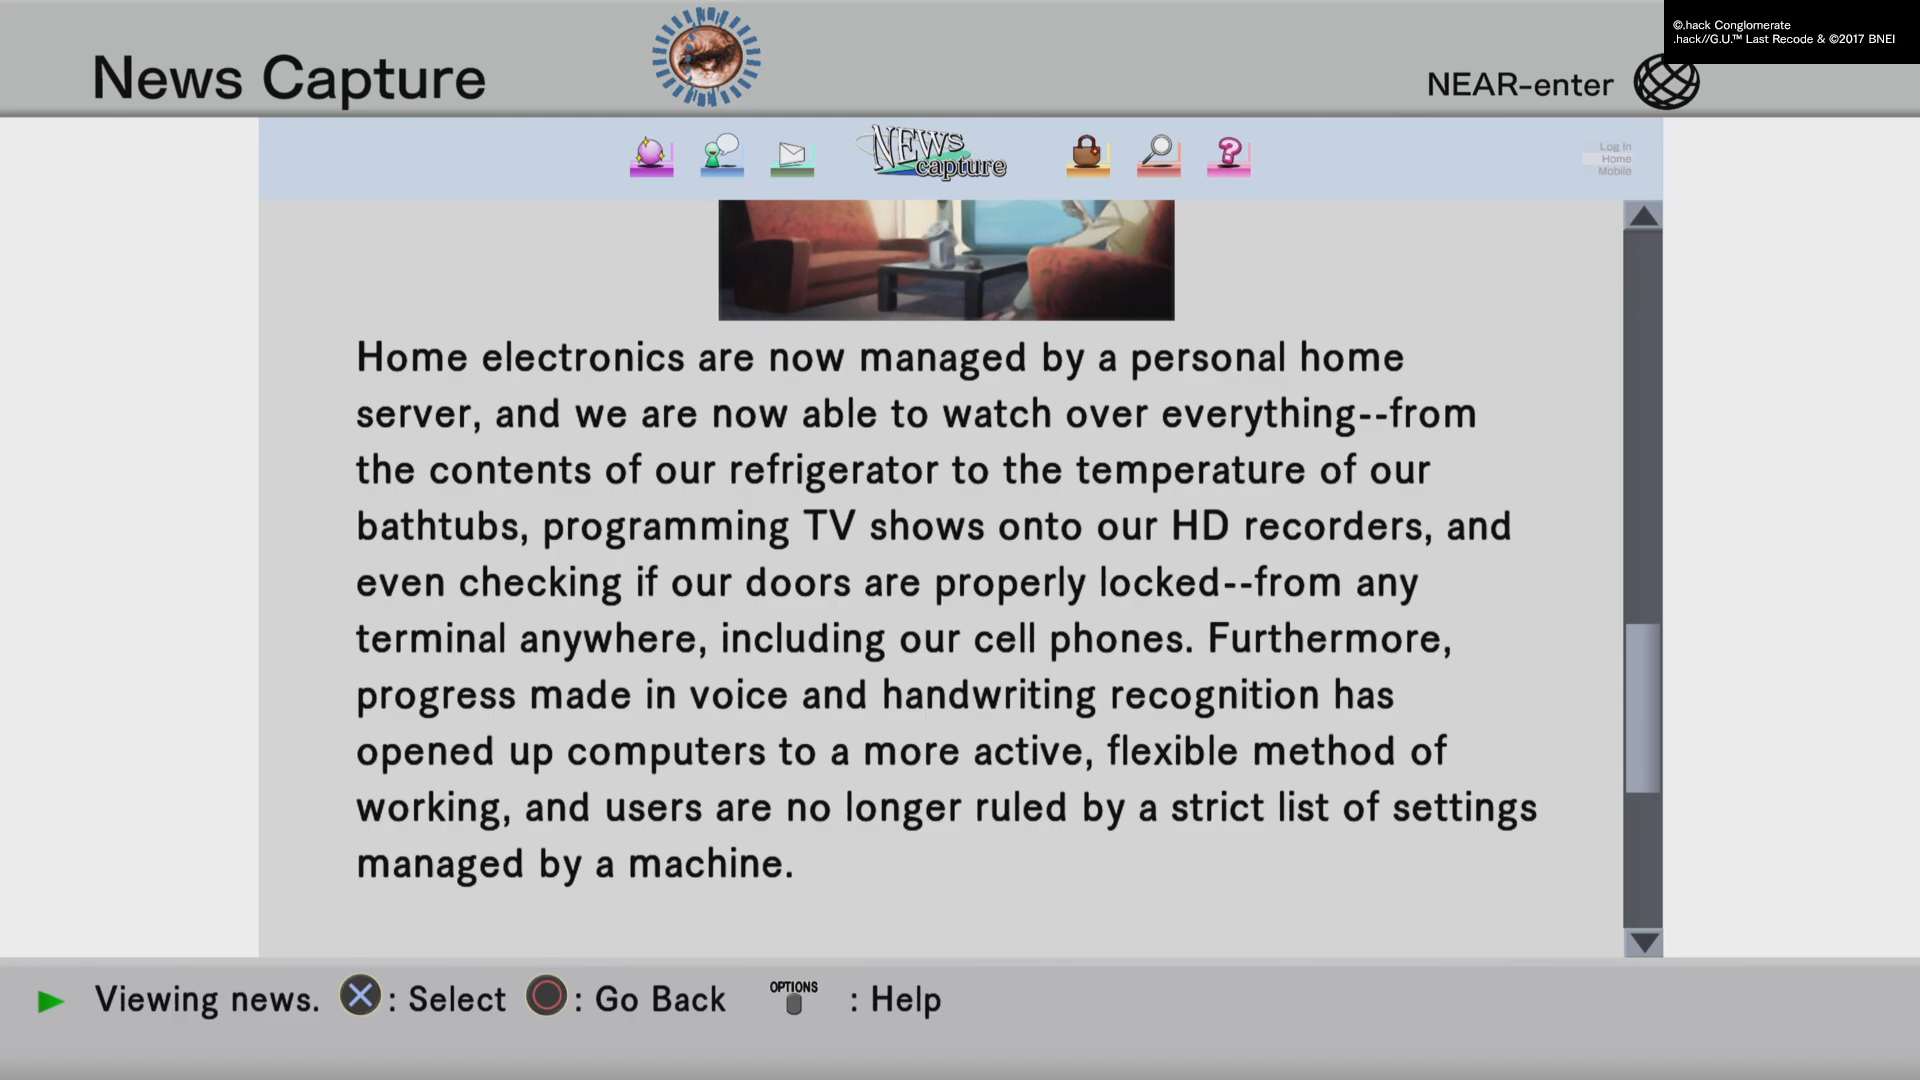 ©.hack Conglomerate
.hack//G.U.™ Last Recode & ©2017 BNEI
News Capture
NEAR-enter
NEWS
capture
Log In
Home
Mobile
Home electronics are now managed by a personal home
server, and we are now able to watch over everything--from
the contents of our refrigerator to the temperature of our
bathtubs, programming TV shows onto our HD recorders, and
even checking if our doors are properly locked--from any
terminal anywhere, including our cell phones. Furthermore,
progress made in voice and handwriting recognition has
opened up computers to a more active, flexible method of
working, and users are no longer ruled by a strict list of settings
managed by a machine.
Viewing news. : Select : Go Back OPTIONS : Help